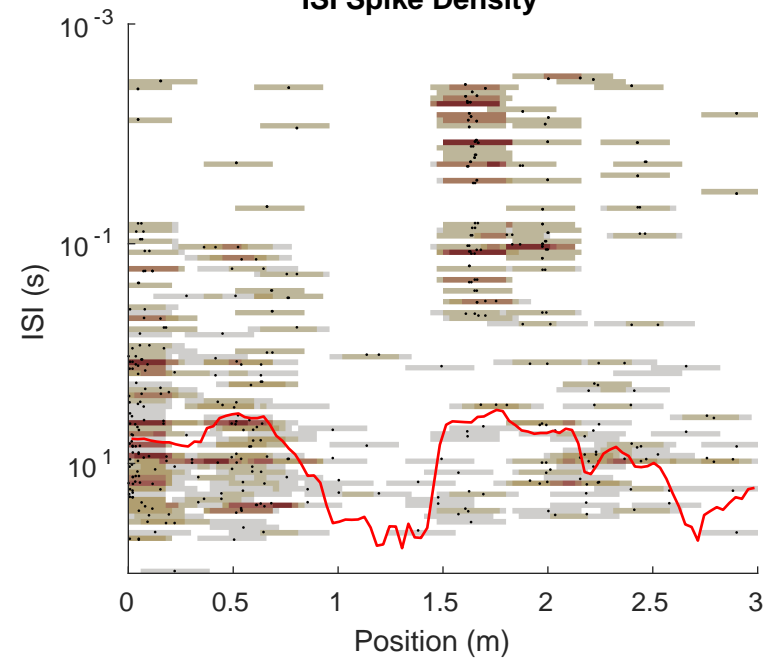 ISI Spike Density
10^-3
10^-1
10^1
ISI (s)
0 0.5 1 1.5 2 2.5 3
Position (m)